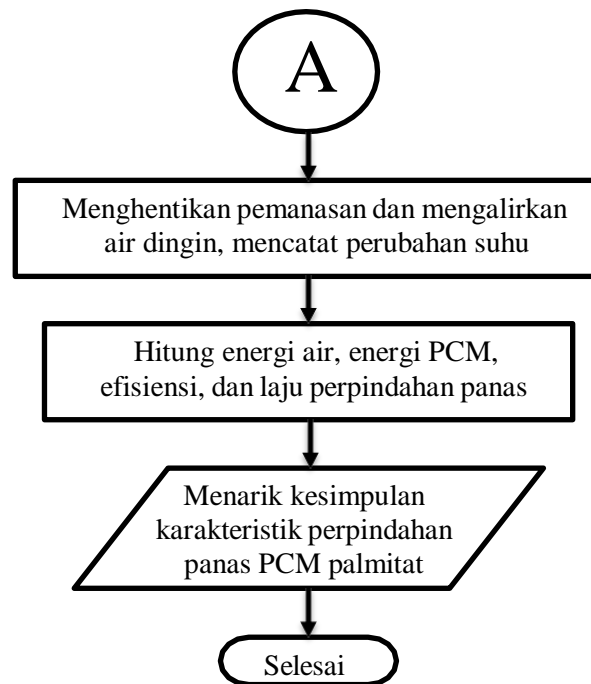 A
Menghentikan pemanasan dan mengalirkan
air dingin, mencatat perubahan suhu
Hitung energi air, energi PCM,
efisiensi, dan laju perpindahan panas
Menarik kesimpulan
karakteristik perpindahan
panas PCM palmitat
Selesai